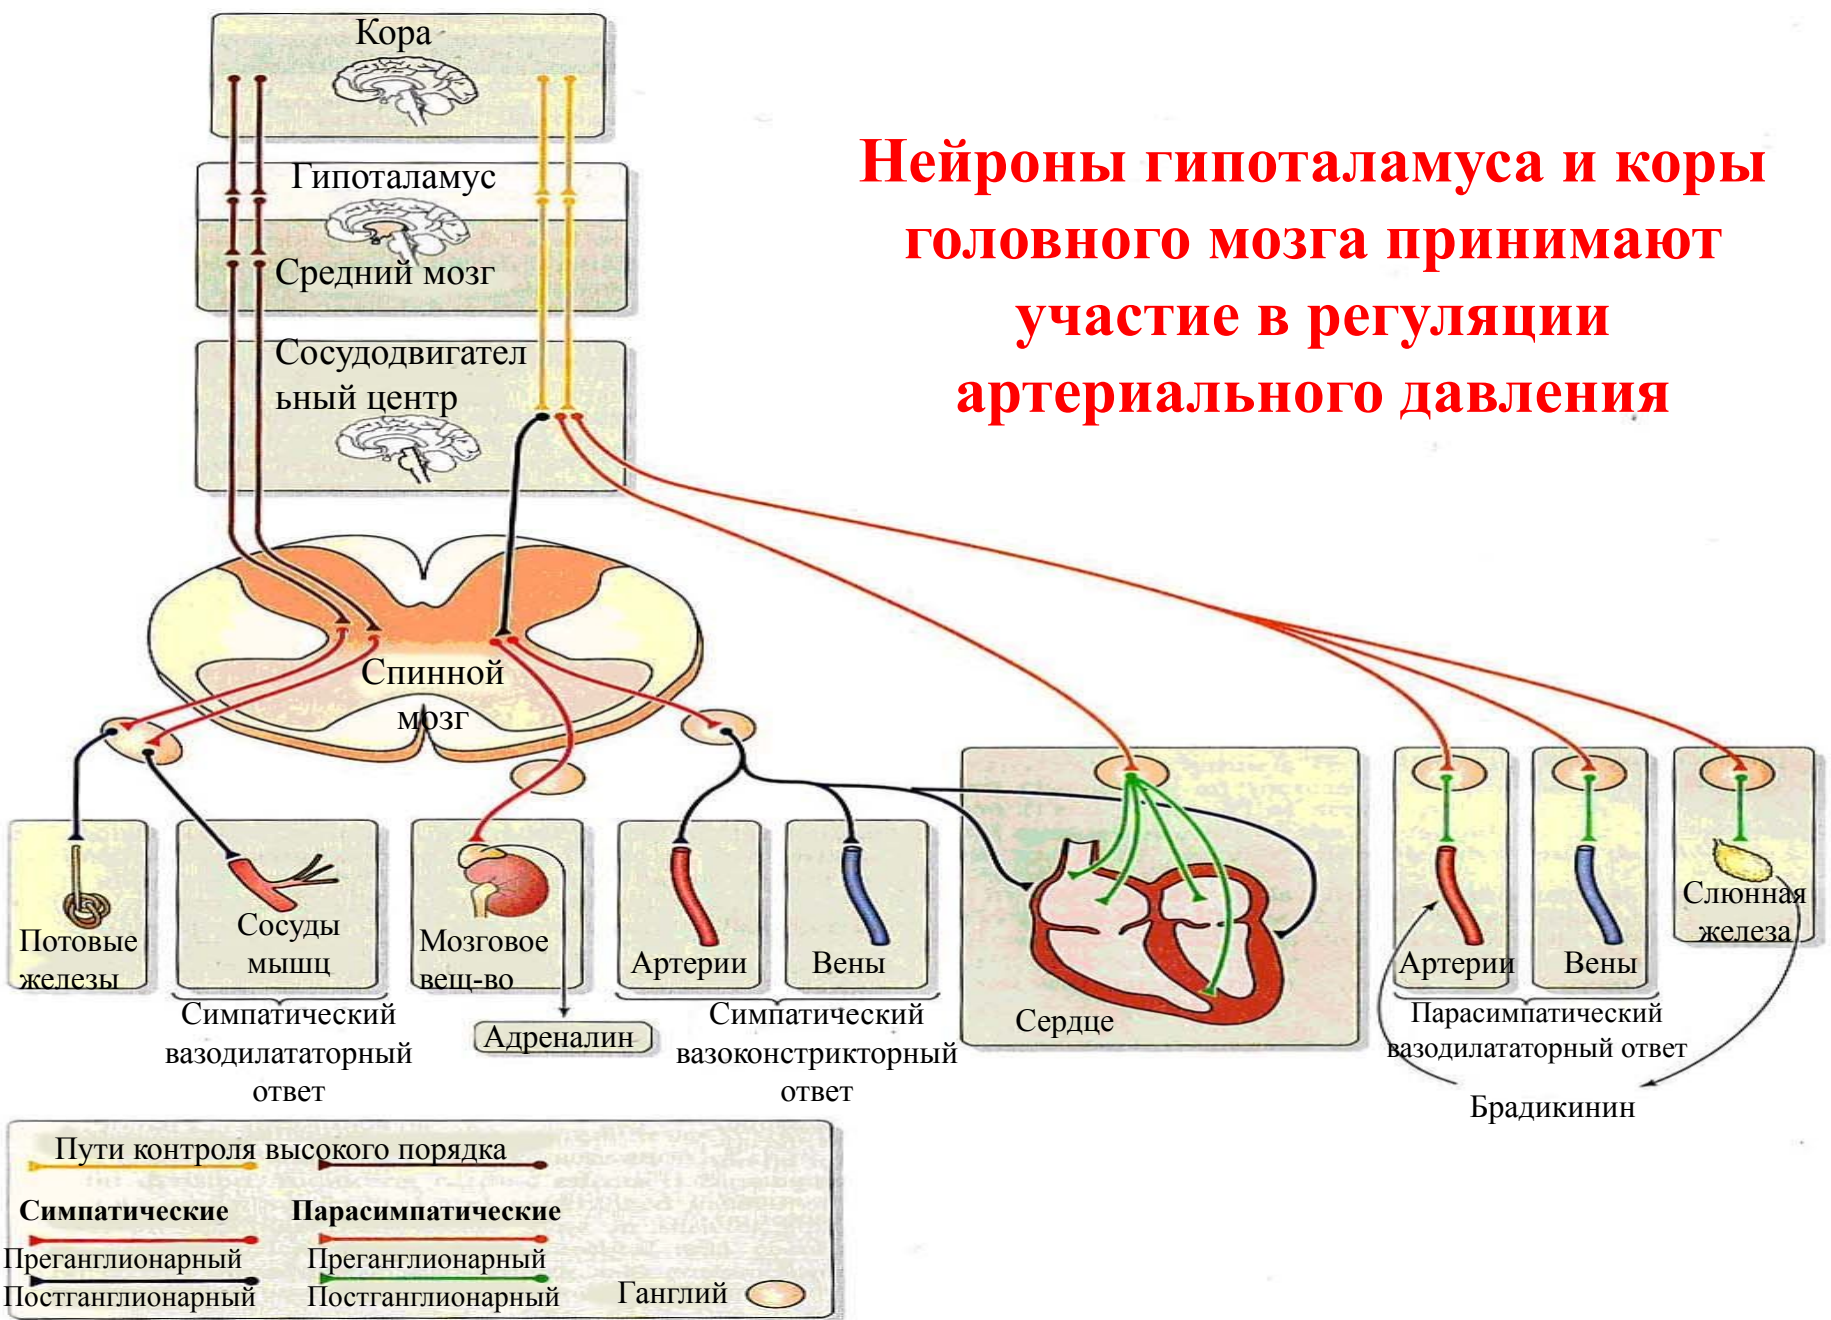 Кора
Гипоталамус
Средний мозг
Сосудодвигател
ьный центр
Нейроны гипоталамуса и коры
головного мозга принимают
участие в регуляции
артериального давления
Спинной
мозг
Потовые
железы
Сосуды
мышц
Мозговое
вещ-во
Артерии
Вены
Сердце
Артерии
Вены
Слюнная
железа
Симпатический
вазодилататорный
ответ
Адреналин
Симпатический
вазоконстрикторный
ответ
Парасимпатический
вазодилататорный ответ
Брадикинин
Пути контроля высокого порядка
Симпатические
Парасимпатические
Преганглионарный
Преганглионарный
Постганглионарный
Постганглионарный
Ганглий